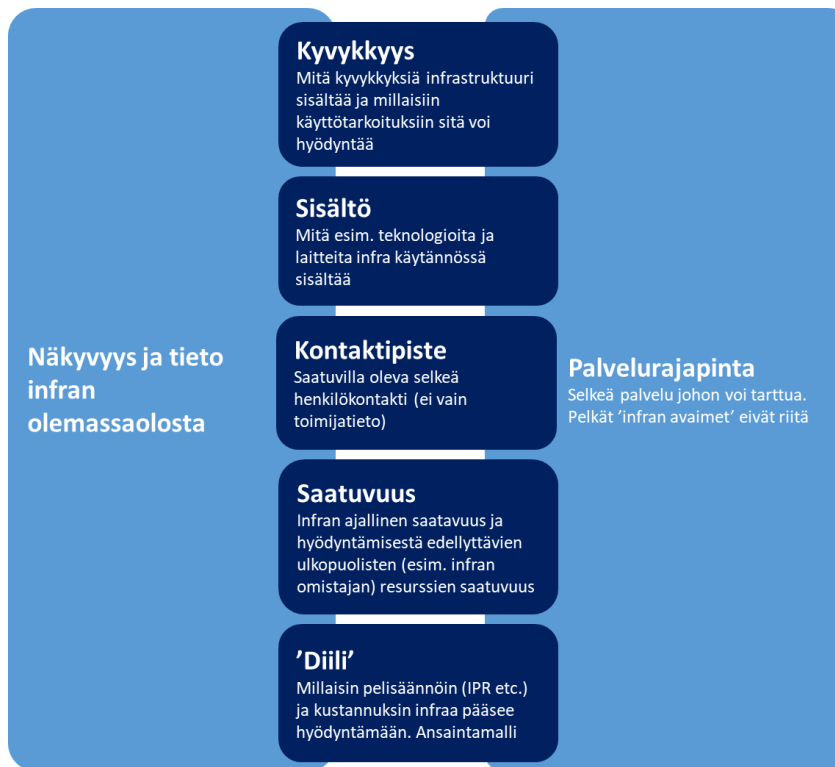 Näkyvyys ja tieto
infran
olemassaolosta
Kyvykkyys
Mitä kyvykkyksiä infrastruktuuri
sisältää ja millaisiin
käyttötarkoituksiin sitä voi
hyödyntää
Sisältö
Mitä esim. teknologioita ja
laitteita infra käytännössä
sisältää
Kontaktipiste
Saatuvilla oleva selkeä
henkilökontakti (ei vain
toimijatieto)
Saatuvuus
Infran ajallinen saatavuus ja
hyödyntämisestä edellyttävien
ulkopuolisten (esim. infran
omistajan) resurssien saatuvuus
’Diili’
Millaisin pelisäännöin (IPR etc.)
ja kustannuksin infraa pääsee
hyödyntämään. Ansaintamalli
Palvelurajapinta
Selkeä palvelu johon voi tarttua.
Pelkät ’infran avaimet’ eivät riitä